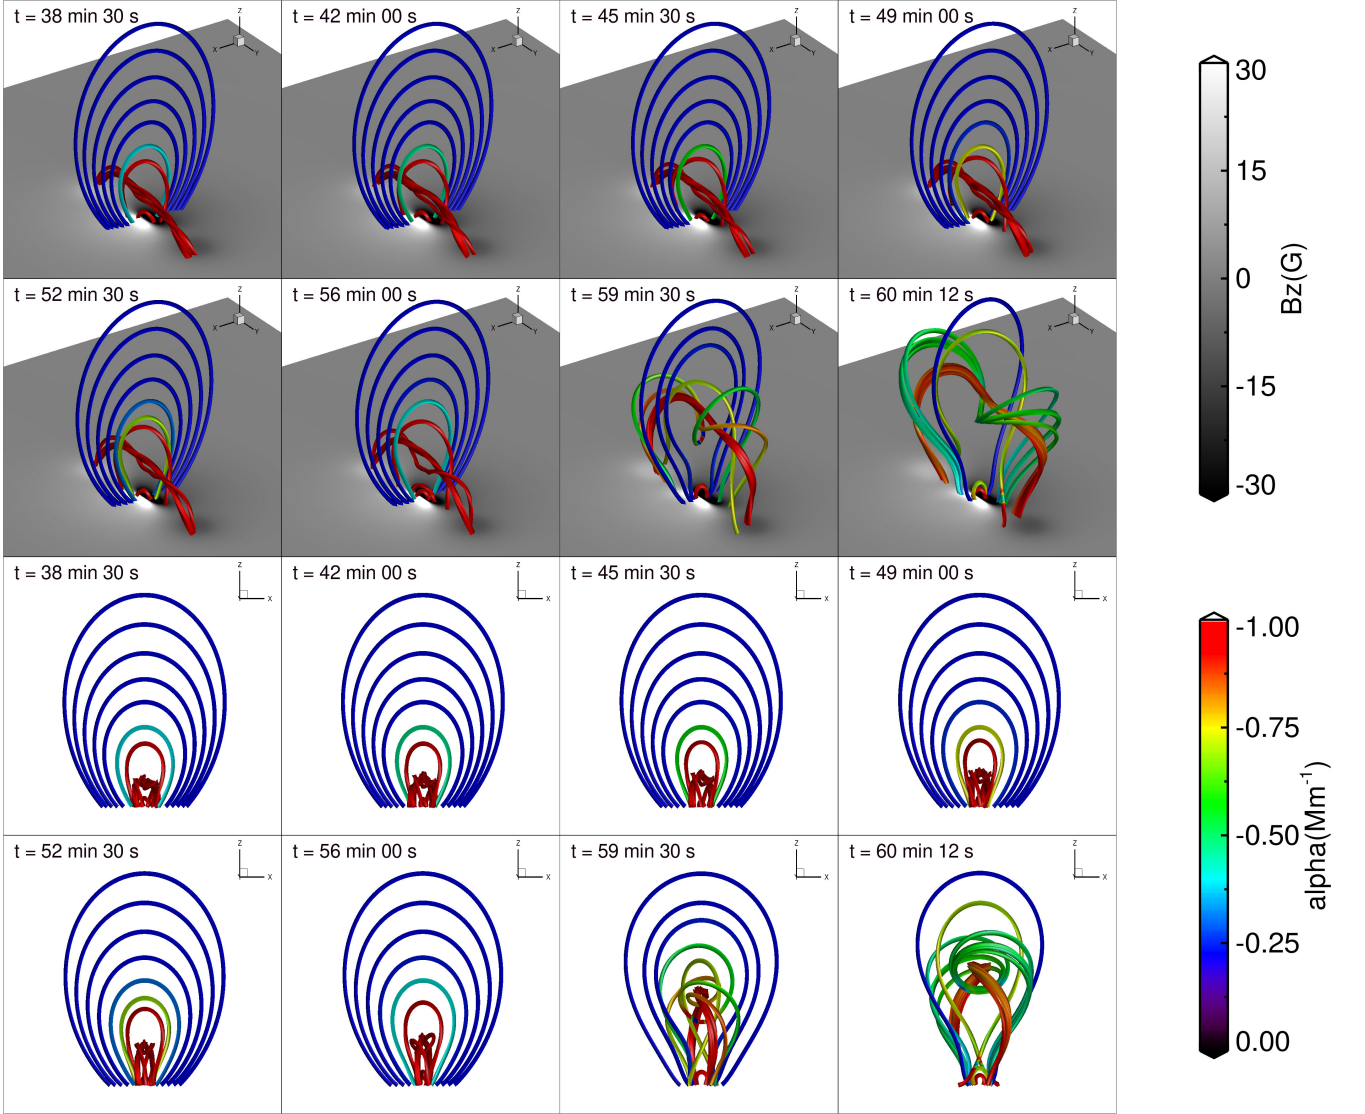 t = 38 min 30 s
t = 42 min 00 s
t = 45 min 30 s
t = 49 min 00 s
z
x
Y
z
x
Y
z
x
Y
z
x
Y
t = 52 min 30 s
t = 56 min 00 s
t = 59 min 30 s
t = 60 min 12 s
z
x
Y
z
x
Y
z
x
Y
z
x
Y
30
15
0
-15
-30
Bz(G)
t = 38 min 30 s
t = 42 min 00 s
t = 45 min 30 s
t = 49 min 00 s
z
x
z
x
z
x
z
x
t = 52 min 30 s
t = 56 min 00 s
t = 59 min 30 s
t = 60 min 12 s
z
x
z
x
z
x
z
x
-1.00
-0.75
-0.50
-0.25
0.00
alpha(Mm⁻¹)